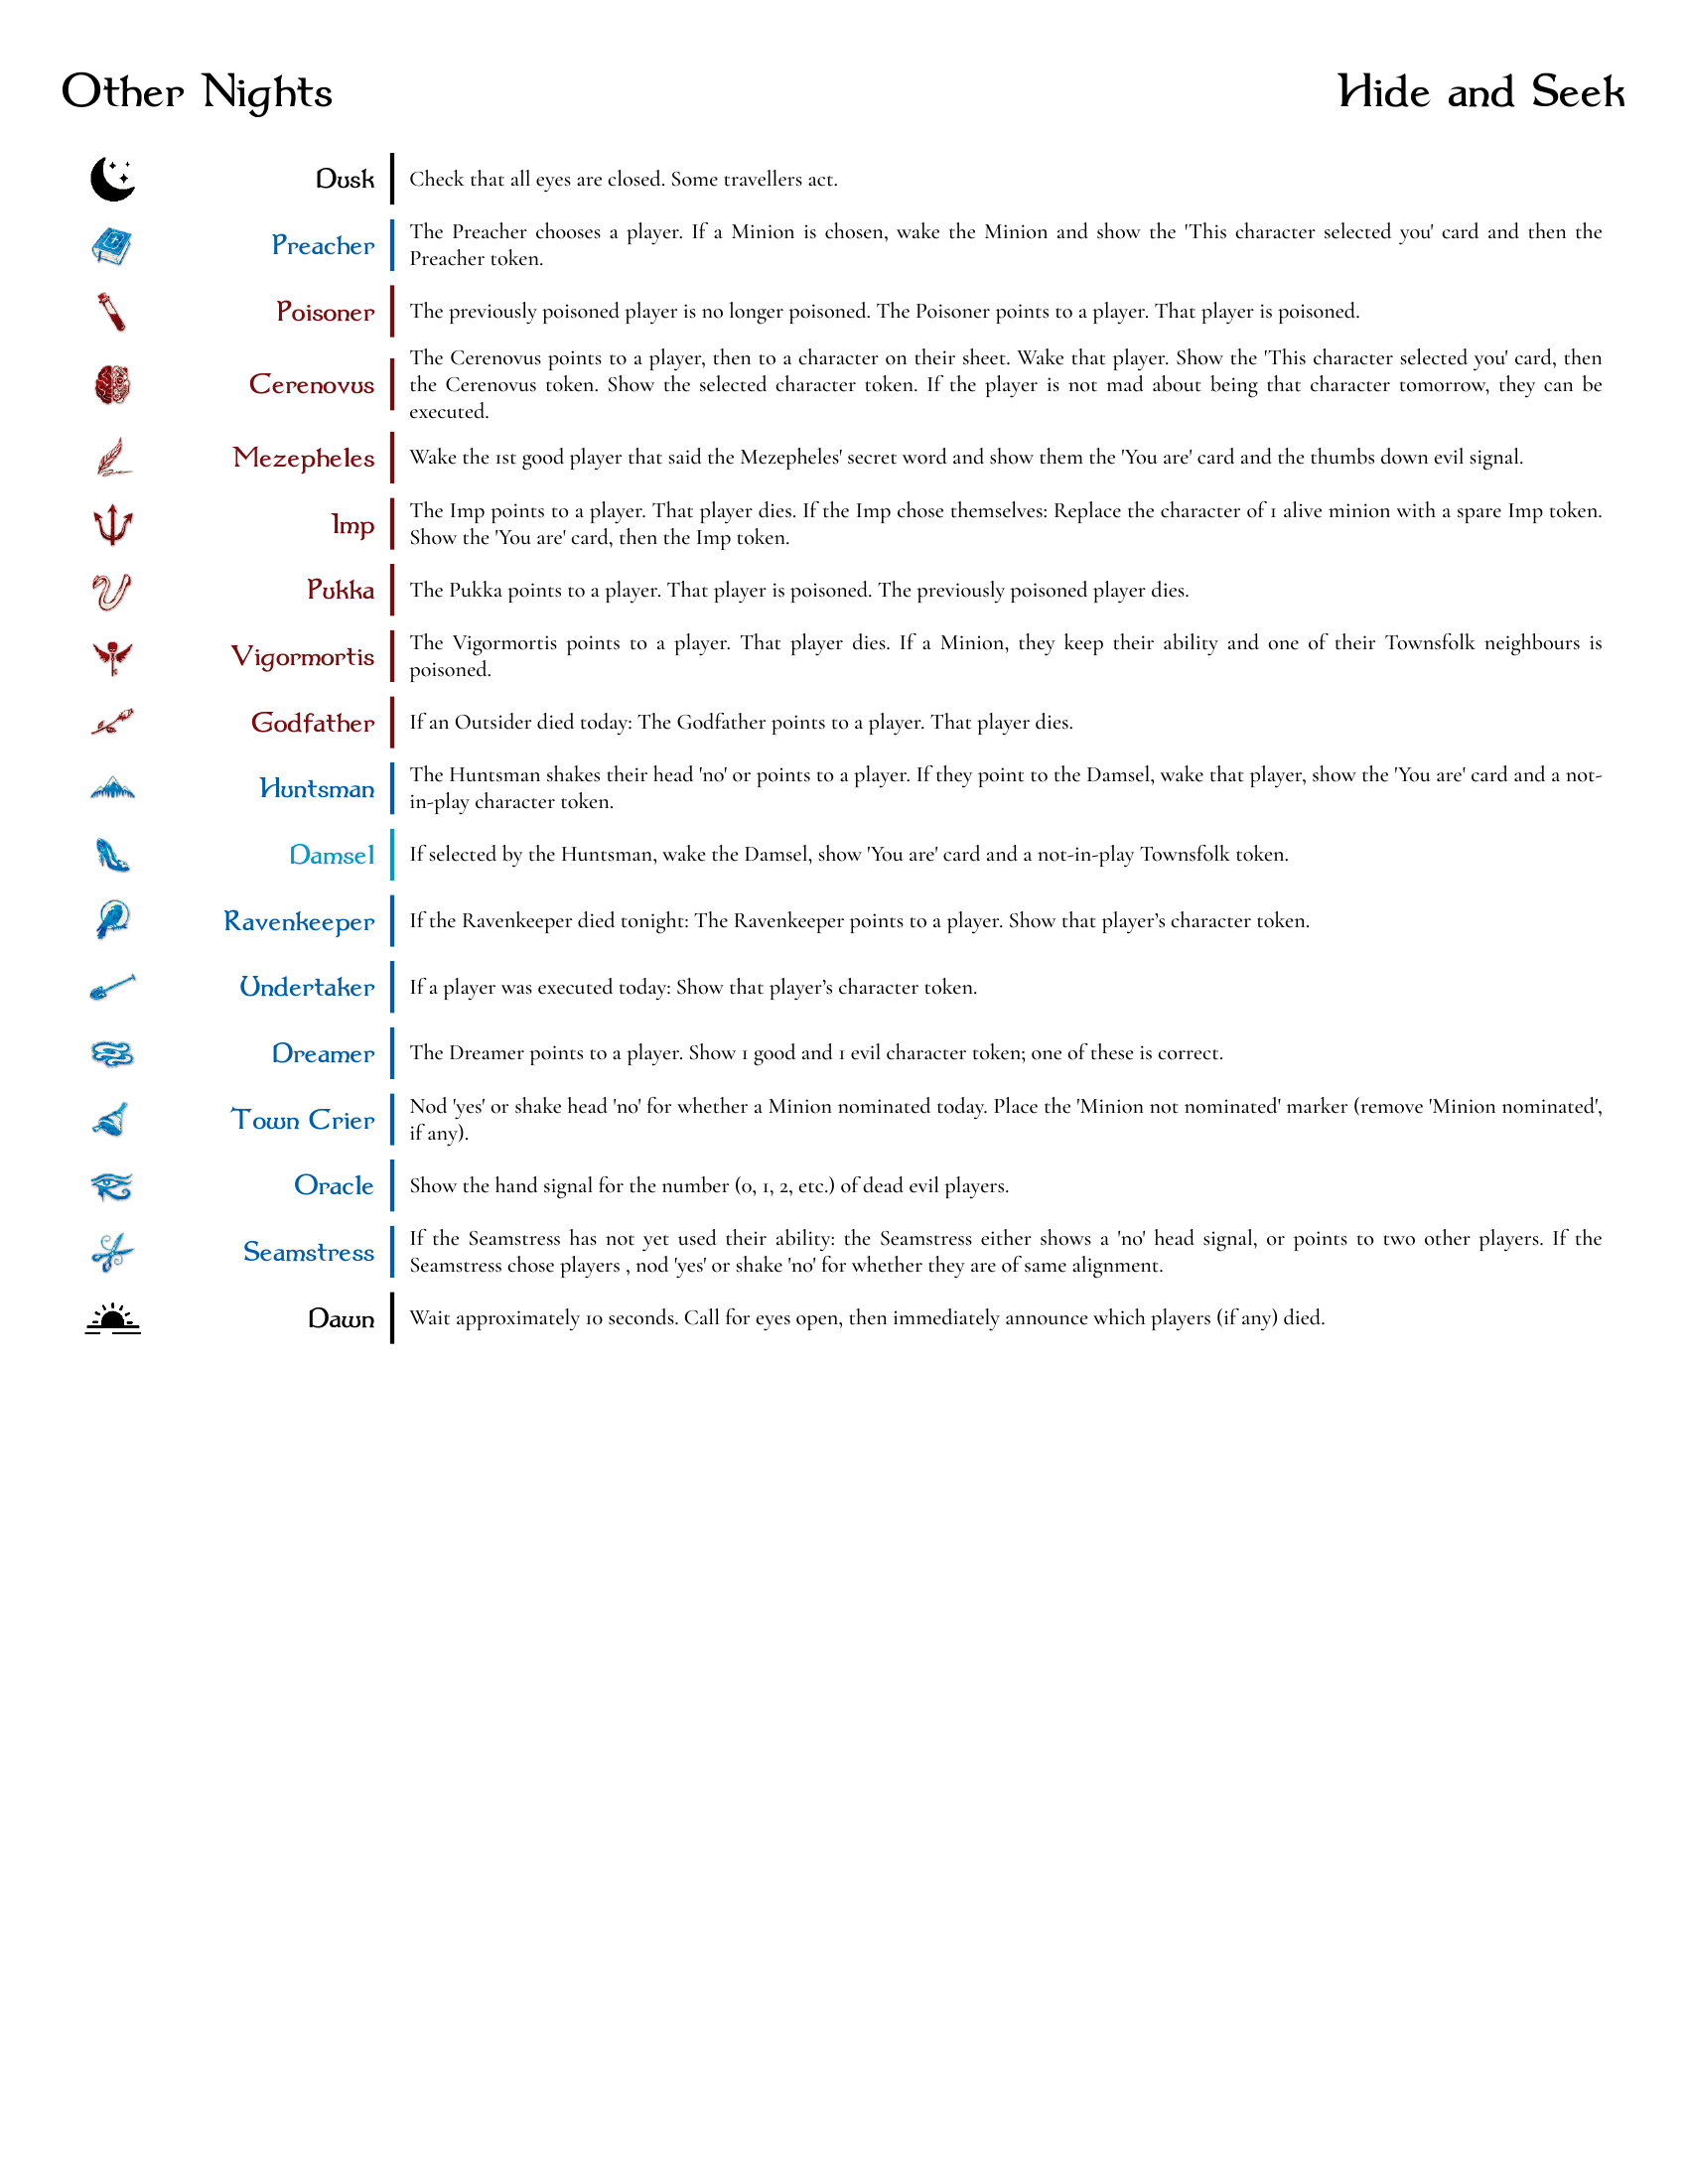 Other Nights
Hide and Seek
Dusk
Check that all eyes are closed. Some travellers act.
Preacher
The Preacher chooses a player. If a Minion is chosen, wake the Minion and show the 'This character selected you' card and then the
Preacher token.
Poisoner
The previously poisoned player is no longer poisoned. The Poisoner points to a player. That player is poisoned.
Cerenovus
The Cerenovus points to a player, then to a character on their sheet. Wake that player. Show the 'This character selected you' card, then
the Cerenovus token. Show the selected character token. If the player is not mad about being that character tomorrow, they can be
executed.
Mezepheles
Wake the 1st good player that said the Mezepheles' secret word and show them the 'You are' card and the thumbs down evil signal.
Imp
The Imp points to a player. That player dies. If the Imp chose themselves: Replace the character of 1 alive minion with a spare Imp token.
Show the 'You are' card, then the Imp token.
Pukka
The Pukka points to a player. That player is poisoned. The previously poisoned player dies.
Vigormortis
The Vigormortis points to a player. That player dies. If a Minion, they keep their ability and one of their Townsfolk neighbours is
poisoned.
Godfather
If an Outsider died today: The Godfather points to a player. That player dies.
Huntsman
The Huntsman shakes their head 'no' or points to a player. If they point to the Damsel, wake that player, show the 'You are' card and a not-
in-play character token.
Damsel
If selected by the Huntsman, wake the Damsel, show 'You are' card and a not-in-play Townsfolk token.
Ravenkeeper
If the Ravenkeeper died tonight: The Ravenkeeper points to a player. Show that player’s character token.
Undertaker
If a player was executed today: Show that player’s character token.
Dreamer
The Dreamer points to a player. Show 1 good and 1 evil character token; one of these is correct.
Town Crier
Nod 'yes' or shake head 'no' for whether a Minion nominated today. Place the 'Minion not nominated' marker (remove 'Minion nominated',
if any).
Oracle
Show the hand signal for the number (0, 1, 2, etc.) of dead evil players.
Seamstress
If the Seamstress has not yet used their ability: the Seamstress either shows a 'no' head signal, or points to two other players. If the
Seamstress chose players , nod 'yes' or shake 'no' for whether they are of same alignment.
Dawn
Wait approximately 10 seconds. Call for eyes open, then immediately announce which players (if any) died.